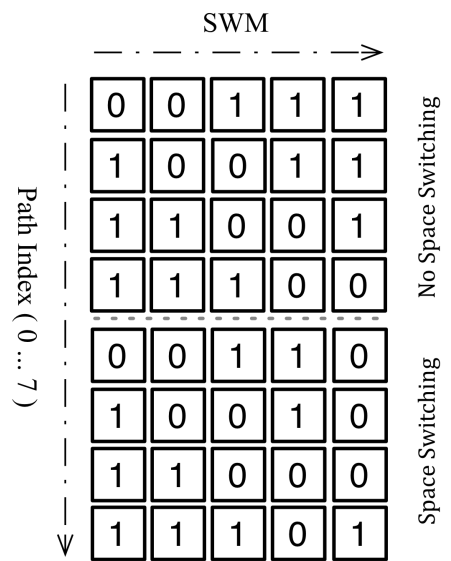 SWM
0 0 1 1 1
1 0 0 1 1
1 1 0 0 1
1 1 1 0 0
0 0 1 1 0
1 0 0 1 0
1 1 0 0 0
1 1 1 0 1
Path Index ( 0 ... 7 )
No Space Switching
Space Switching